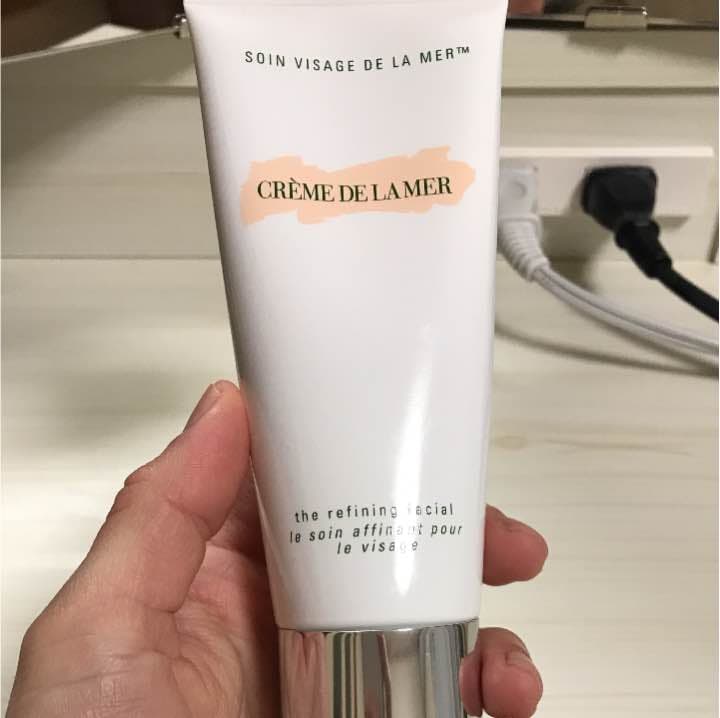 SOIN VISAGE DE LA MER™
CRÈME DE LA MER
the refining facial
le soin affinant pour
le visage